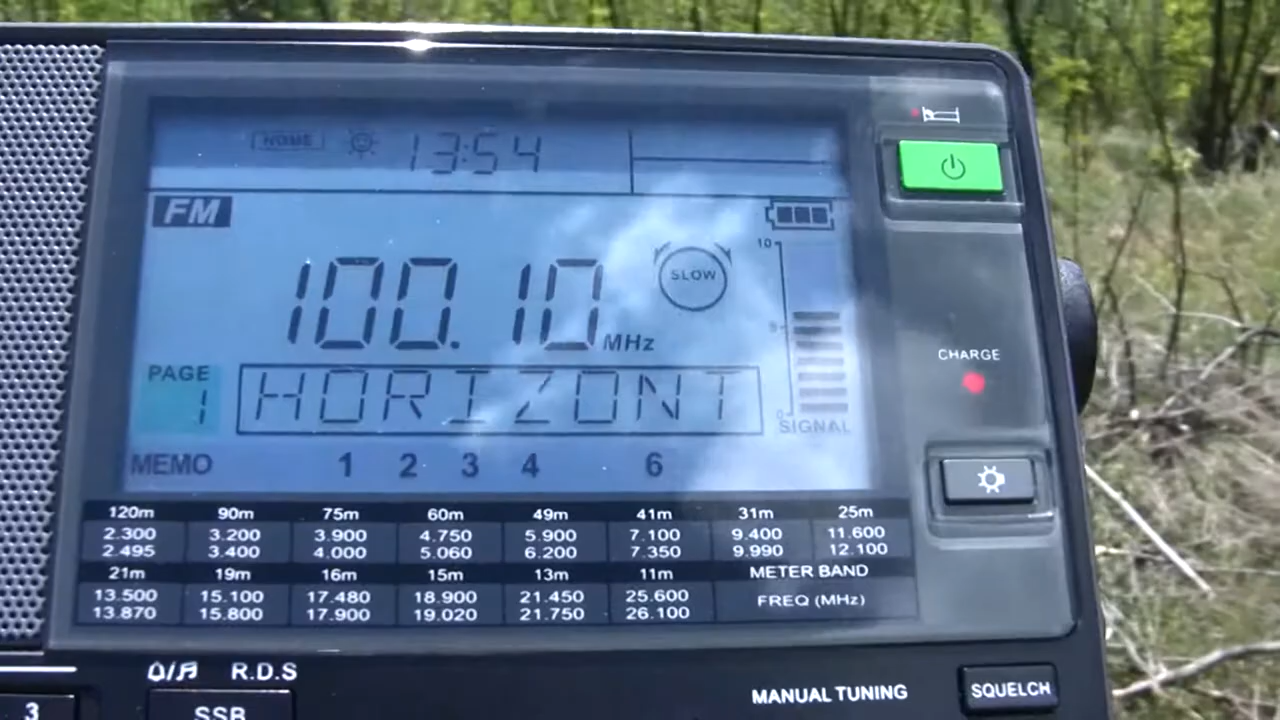 HOME 13:54
FM
10
100.10 MHz SLOW
5
PAGE
1 HORIZONT
0
SIGNAL
MEMO 1 2 3 4 6
CHARGE
120m 90m 75m 60m 49m 41m 31m 25m
2.300 3.200 3.900 4.750 5.900 7.100 9.400 11.600
2.495 3.400 4.000 5.060 6.200 7.350 9.990 12.100
21m 19m 16m 15m 13m 11m METER BAND
13.500 15.100 17.480 18.900 21.450 25.600 FREQ (MHz)
13.870 15.800 17.900 19.020 21.750 26.100
R.D.S
3 SSB
MANUAL TUNING SQUELCH